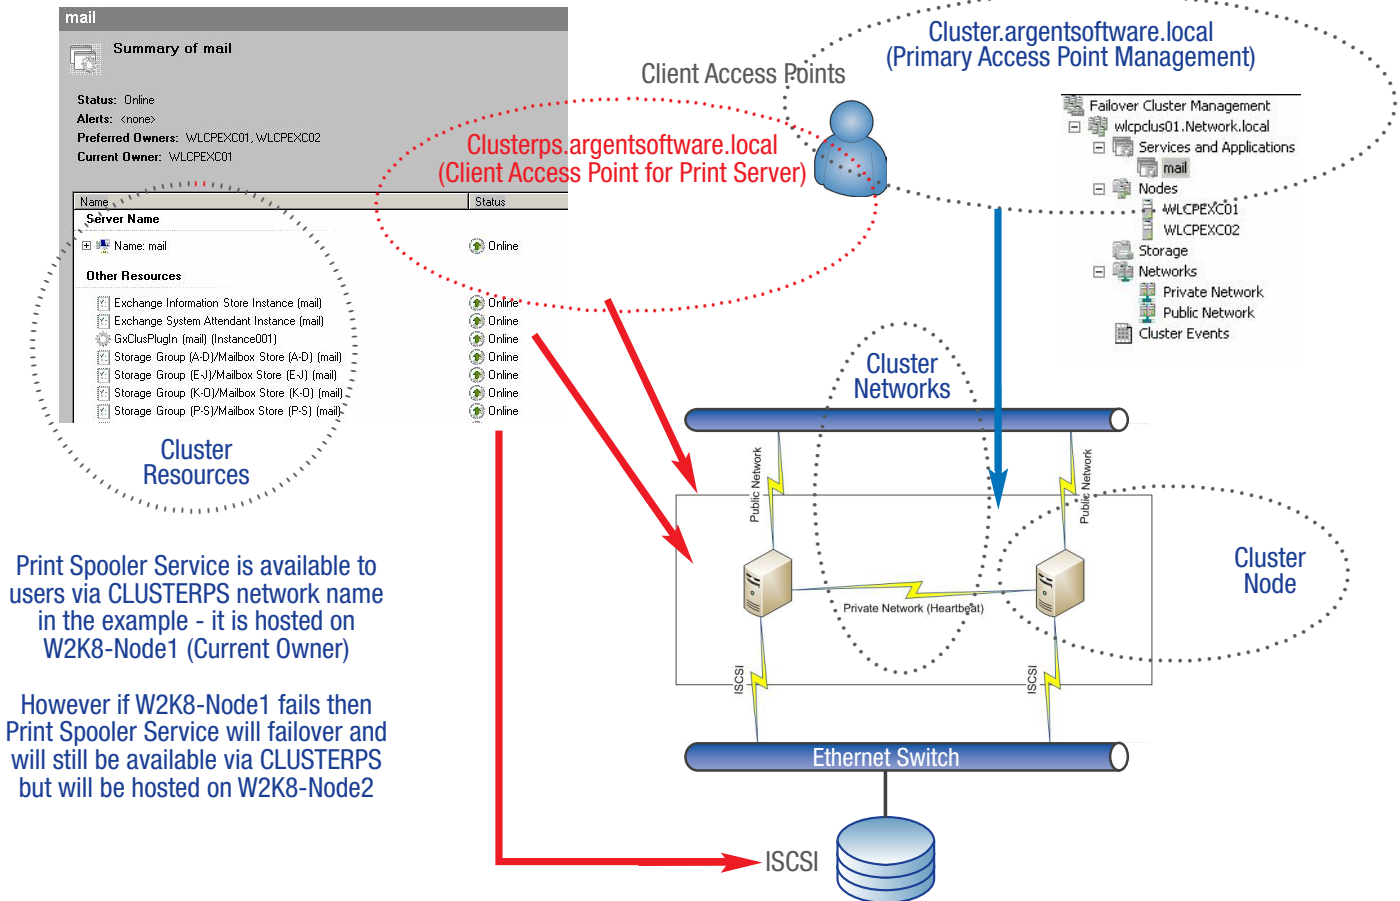 mail
Summary of mail
Status: Online
Alerts: <none>
Preferred Owners: WLCPEXC01, WLCPEXC02
Current Owner: WLCPEXC01
Name Status
Server Name
Name: mail Online
Other Resources
Exchange Information Store Instance (mail) Online
Exchange System Attendant Instance (mail) Online
GxClusPlugIn (mail) (Instance001) Online
Storage Group (A-D)/Mailbox Store (A-D) (mail) Online
Storage Group (E-J)/Mailbox Store (E-J) (mail) Online
Storage Group (K-O)/Mailbox Store (K-O) (mail) Online
Storage Group (P-S)/Mailbox Store (P-S) (mail) Online
Cluster
Resources
Client Access Points
Clusterps.argentsoftware.local
(Client Access Point for Print Server)
Cluster.argentsoftware.local
(Primary Access Point Management)
Failover Cluster Management
wlcpclus01.Network.local
Services and Applications
mail
Nodes
WLCPEXC01
WLCPEXC02
Storage
Networks
Private Network
Public Network
Cluster Events
Cluster
Networks
Public Network
Public Network
Cluster
Node
Private Network (Heartbeat)
ISCSI
ISCSI
Ethernet Switch
ISCSI
Print Spooler Service is available to
users via CLUSTERPS network name
in the example - it is hosted on
W2K8-Node1 (Current Owner)
However if W2K8-Node1 fails then
Print Spooler Service will failover and
will still be available via CLUSTERPS
but will be hosted on W2K8-Node2